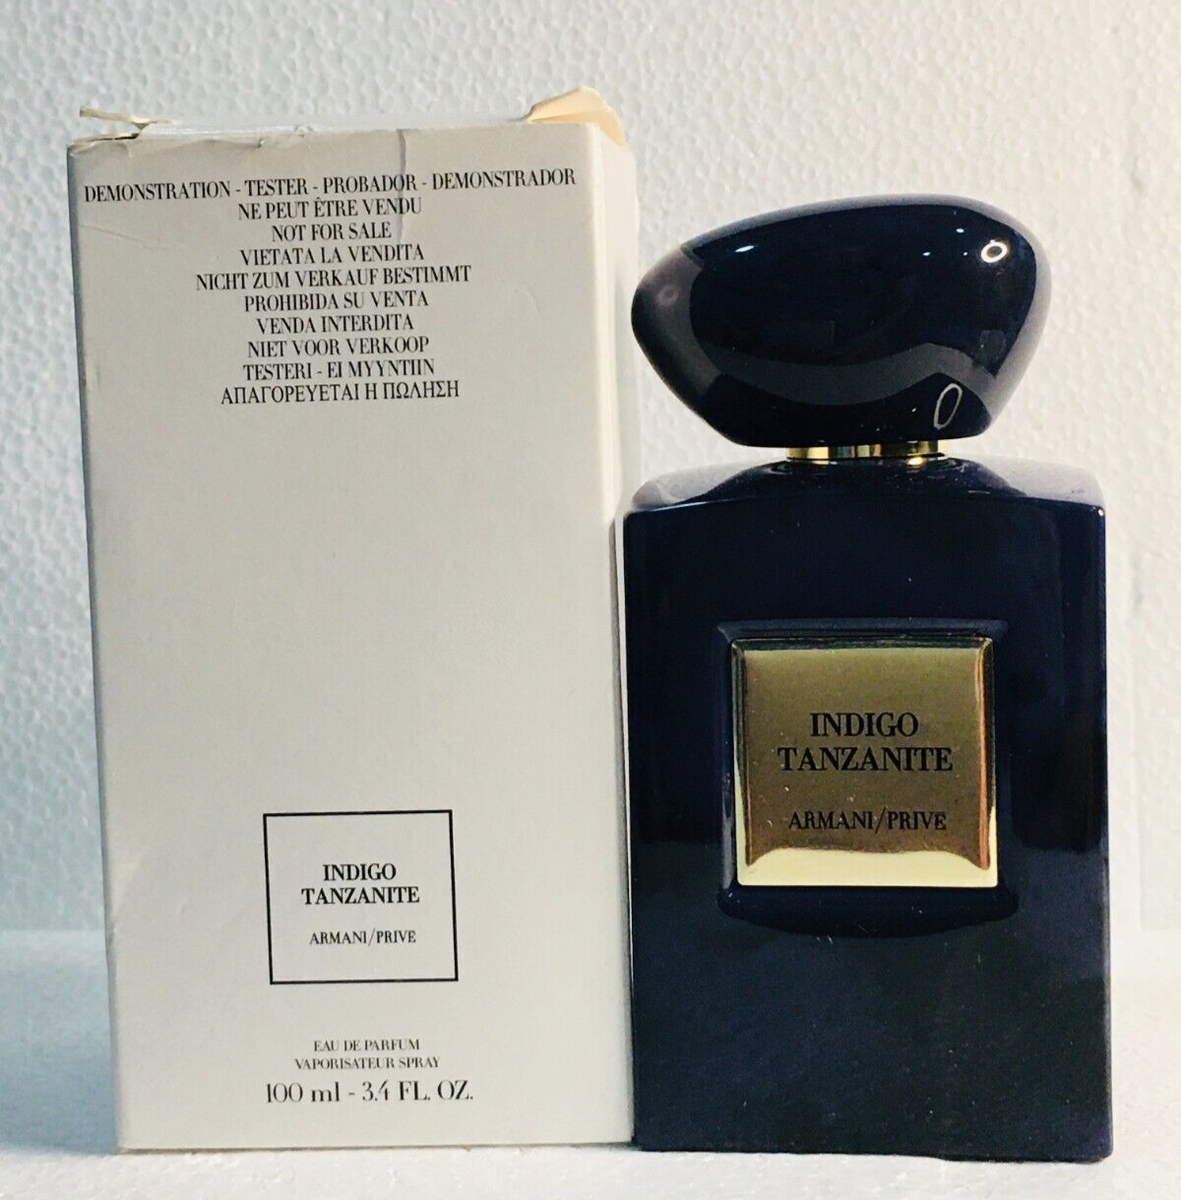 DEMONSTRATION - TESTER - PROBADOR - DEMONSTRADOR
NE PEUT ÊTRE VENDU
NOT FOR SALE
VIETATA LA VENDITA
NICHT ZUM VERKAUF BESTIMMT
PROHIBIDA SU VENTA
VENDA INTERDITA
NIET VOOR VERKOOP
TESTERI - EI MYYNTIIN
ΑΠΑΓΟΡΕΥΕΤΑΙ Η ΠΩΛΗΣΗ
INDIGO
TANZANITE
ARMANI/PRIVE
EAU DE PARFUM
VAPORISATEUR SPRAY
100 ml - 3.4 FL. OZ.
INDIGO
TANZANITE
ARMANI/PRIVE